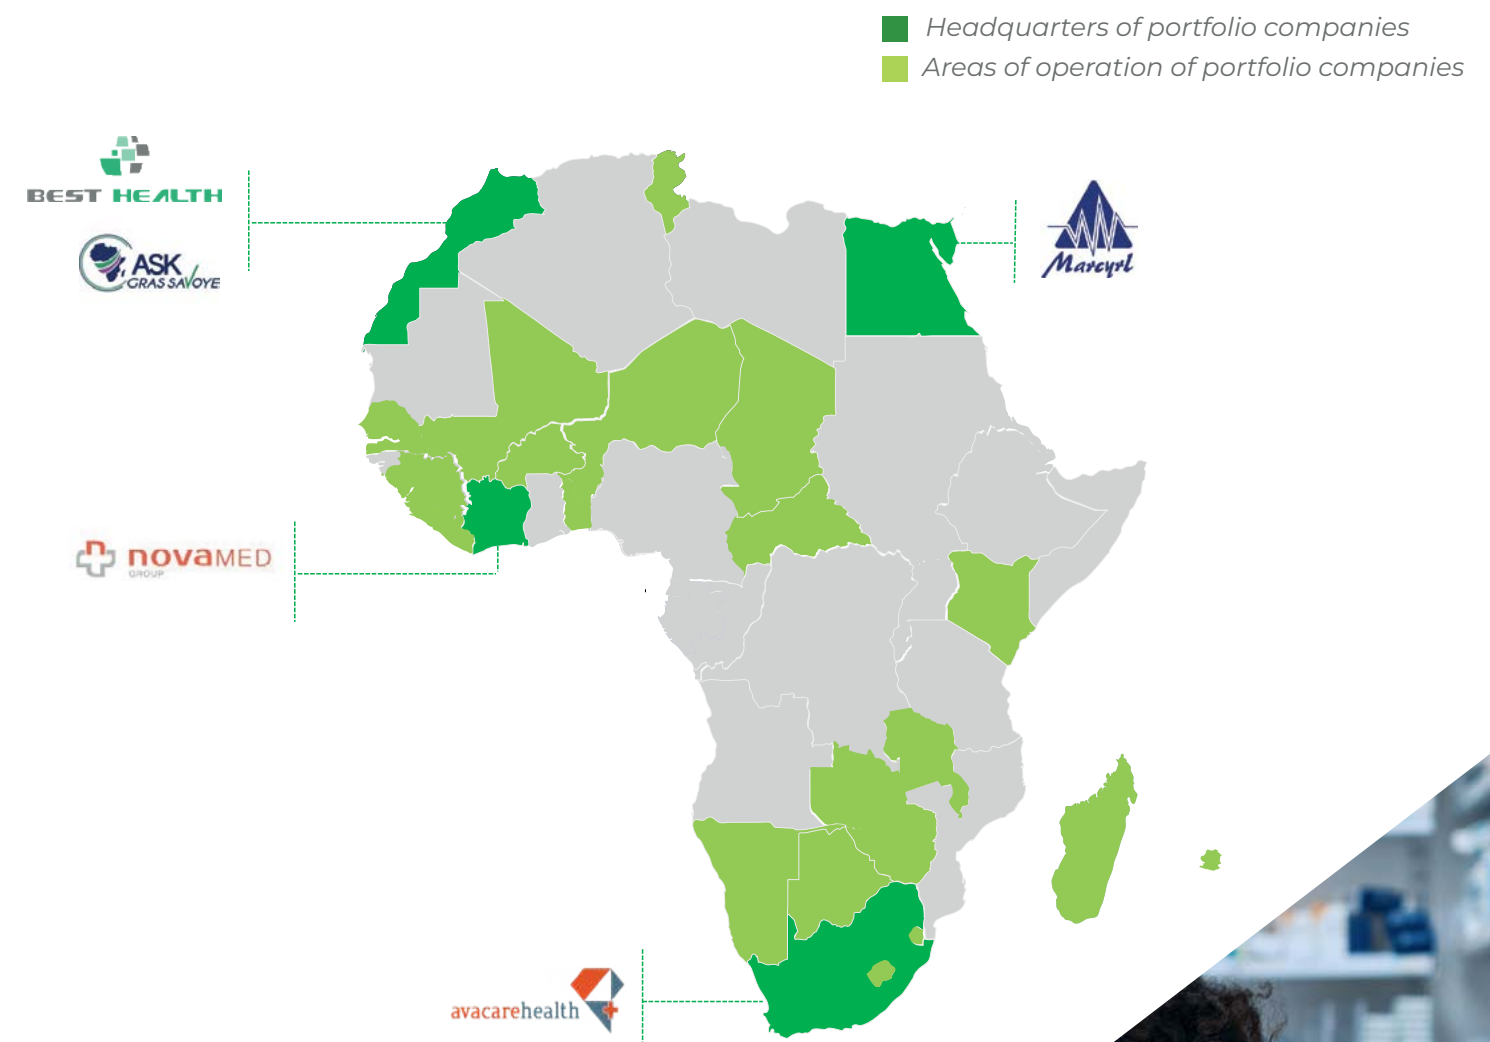 Headquarters of portfolio companies
Areas of operation of portfolio companies
BEST HEALTH
ASK
GRAS SAVOYE
Marcyrl
novaMED
GROUP
avacarehealth